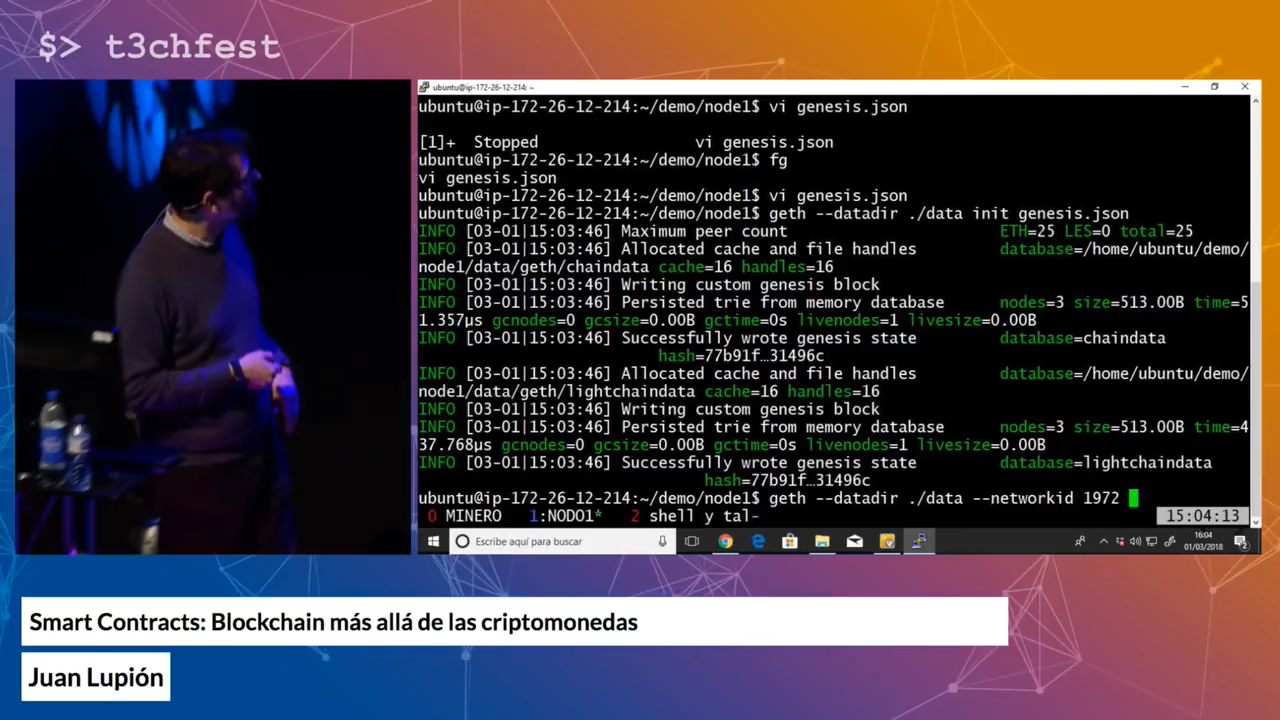 $> t3chfest
ubuntu@ip-172-26-12-214: ~
ubuntu@ip-172-26-12-214:~/demo/node1$ vi genesis.json
[1]+  Stopped                 vi genesis.json
ubuntu@ip-172-26-12-214:~/demo/node1$ fg
vi genesis.json
ubuntu@ip-172-26-12-214:~/demo/node1$ vi genesis.json
ubuntu@ip-172-26-12-214:~/demo/node1$ geth --datadir ./data init genesis.json
INFO [03-01|15:03:46] Maximum peer count                       ETH=25 LES=0 total=25
INFO [03-01|15:03:46] Allocated cache and file handles         database=/home/ubuntu/demo/
node1/data/geth/chaindata cache=16 handles=16
INFO [03-01|15:03:46] Writing custom genesis block
INFO [03-01|15:03:46] Persisted trie from memory database      nodes=3 size=513.00B time=5
1.357µs gcnodes=0 gcsize=0.00B gctime=0s livenodes=1 livesize=0.00B
INFO [03-01|15:03:46] Successfully wrote genesis state         database=chaindata
hash=77b91f…31496c
INFO [03-01|15:03:46] Allocated cache and file handles         database=/home/ubuntu/demo/
node1/data/geth/lightchaindata cache=16 handles=16
INFO [03-01|15:03:46] Writing custom genesis block
INFO [03-01|15:03:46] Persisted trie from memory database      nodes=3 size=513.00B time=4
37.768µs gcnodes=0 gcsize=0.00B gctime=0s livenodes=1 livesize=0.00B
INFO [03-01|15:03:46] Successfully wrote genesis state         database=lightchaindata
hash=77b91f…31496c
ubuntu@ip-172-26-12-214:~/demo/node1$ geth --datadir ./data --networkid 1972
0 MINERO  1:NODO1*  2 shell y tal- 15:04:13
Escribe aquí para buscar
16:04
01/03/2018
2
Smart Contracts: Blockchain más allá de las criptomonedas
Juan Lupión